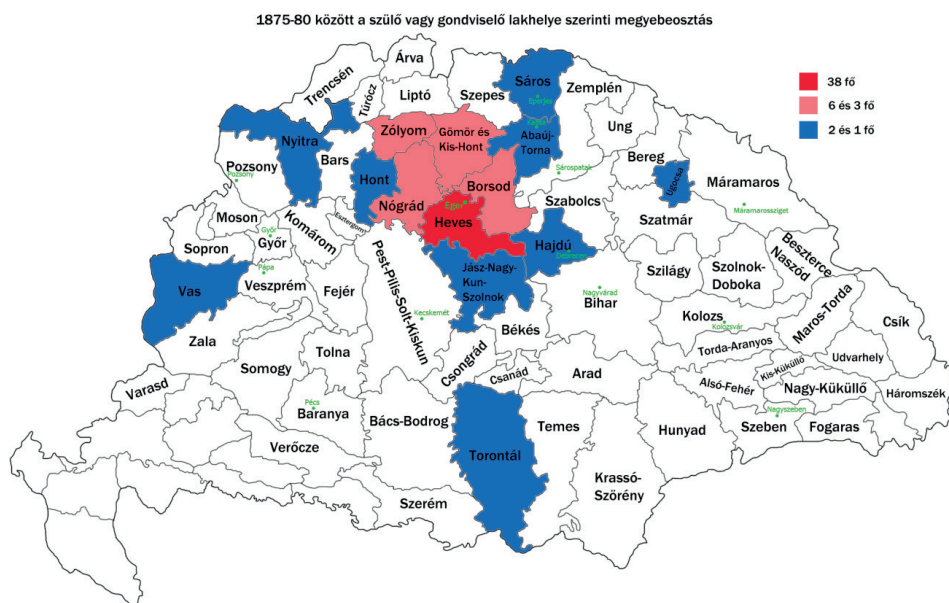 1875-80 között a szülő vagy gondviselő lakhelye szerinti megyebeosztás
38 fő
6 és 3 fő
2 és 1 fő
Árva
Trencsén
Túrócz
Liptó
Szepes
Sáros
Eperjes
Zemplén
Ung
Nyitra
Zólyom
Gömör és
Kis-Hont
Kassa
Abaúj-
Torna
Bereg
Ugocsa
Máramaros
Máramarossziget
Pozsony
Pozsony
Bars
Hont
Nógrád
Borsod
Sárospatak
Eger
Heves
Szabolcs
Szatmár
Moson
Sopron
Győr
Győr
Komárom
Esztergom
Hajdú
Debrecen
Szilágy
Szolnok-
Doboka
Besztercze
Naszód
Vas
Pápa
Veszprém
Fejér
Pest-Pilis-Solt-Kiskun
Kecskemét
Jász-Nagy-
Kun-
Szolnok
Nagyvárad
Bihar
Kolozs
Kolozsvár
Maros-Torda
Csík
Zala
Somogy
Tolna
Csongrád
Békés
Csanád
Arad
Torda-Aranyos
Kis-Küküllő
Udvarhely
Varasd
Pécs
Baranya
Bács-Bodrog
Torontál
Temes
Hunyad
Alsó-Fehér
Nagy-Küküllő
Háromszék
Nagyszeben
Szeben
Fogaras
Verőcze
Szerém
Krassó-
Szörény